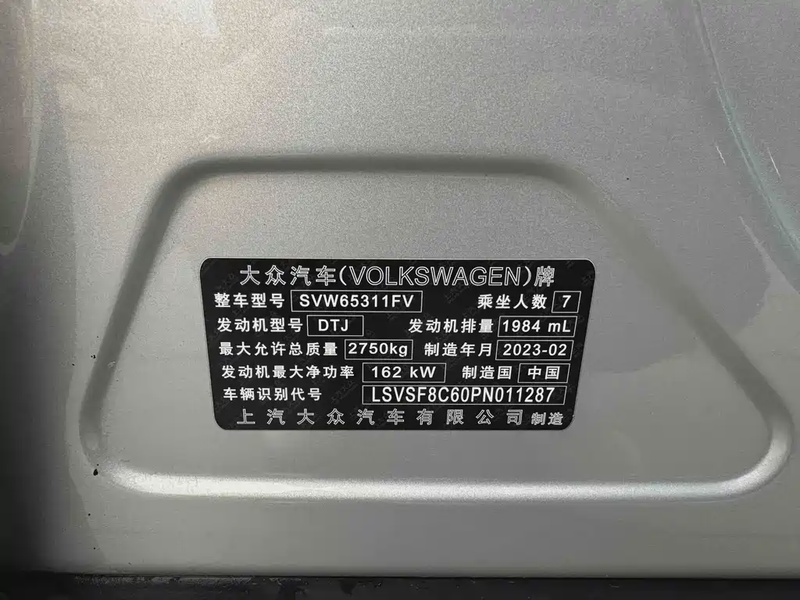 大众汽车(VOLKSWAGEN)牌
整车型号 SVW65311FV 乘坐人数 7
发动机型号 DTJ 发动机排量 1984 mL
最大允许总质量 2750kg 制造年月 2023-02
发动机最大净功率 162 kW 制造国 中国
车辆识别代号 LSVSF8C60PN011287
上汽大众汽车有限公司 制造